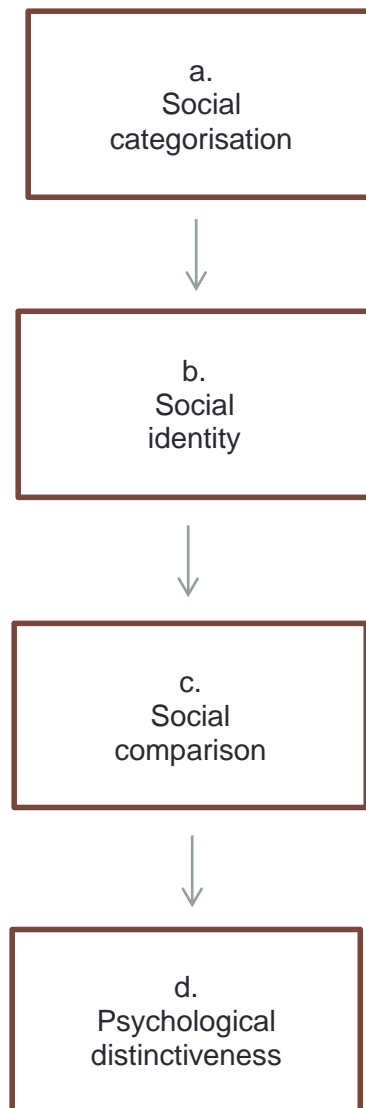 a.
Social
categorisation
b.
Social
identity
c.
Social
comparison
d.
Psychological
distinctiveness